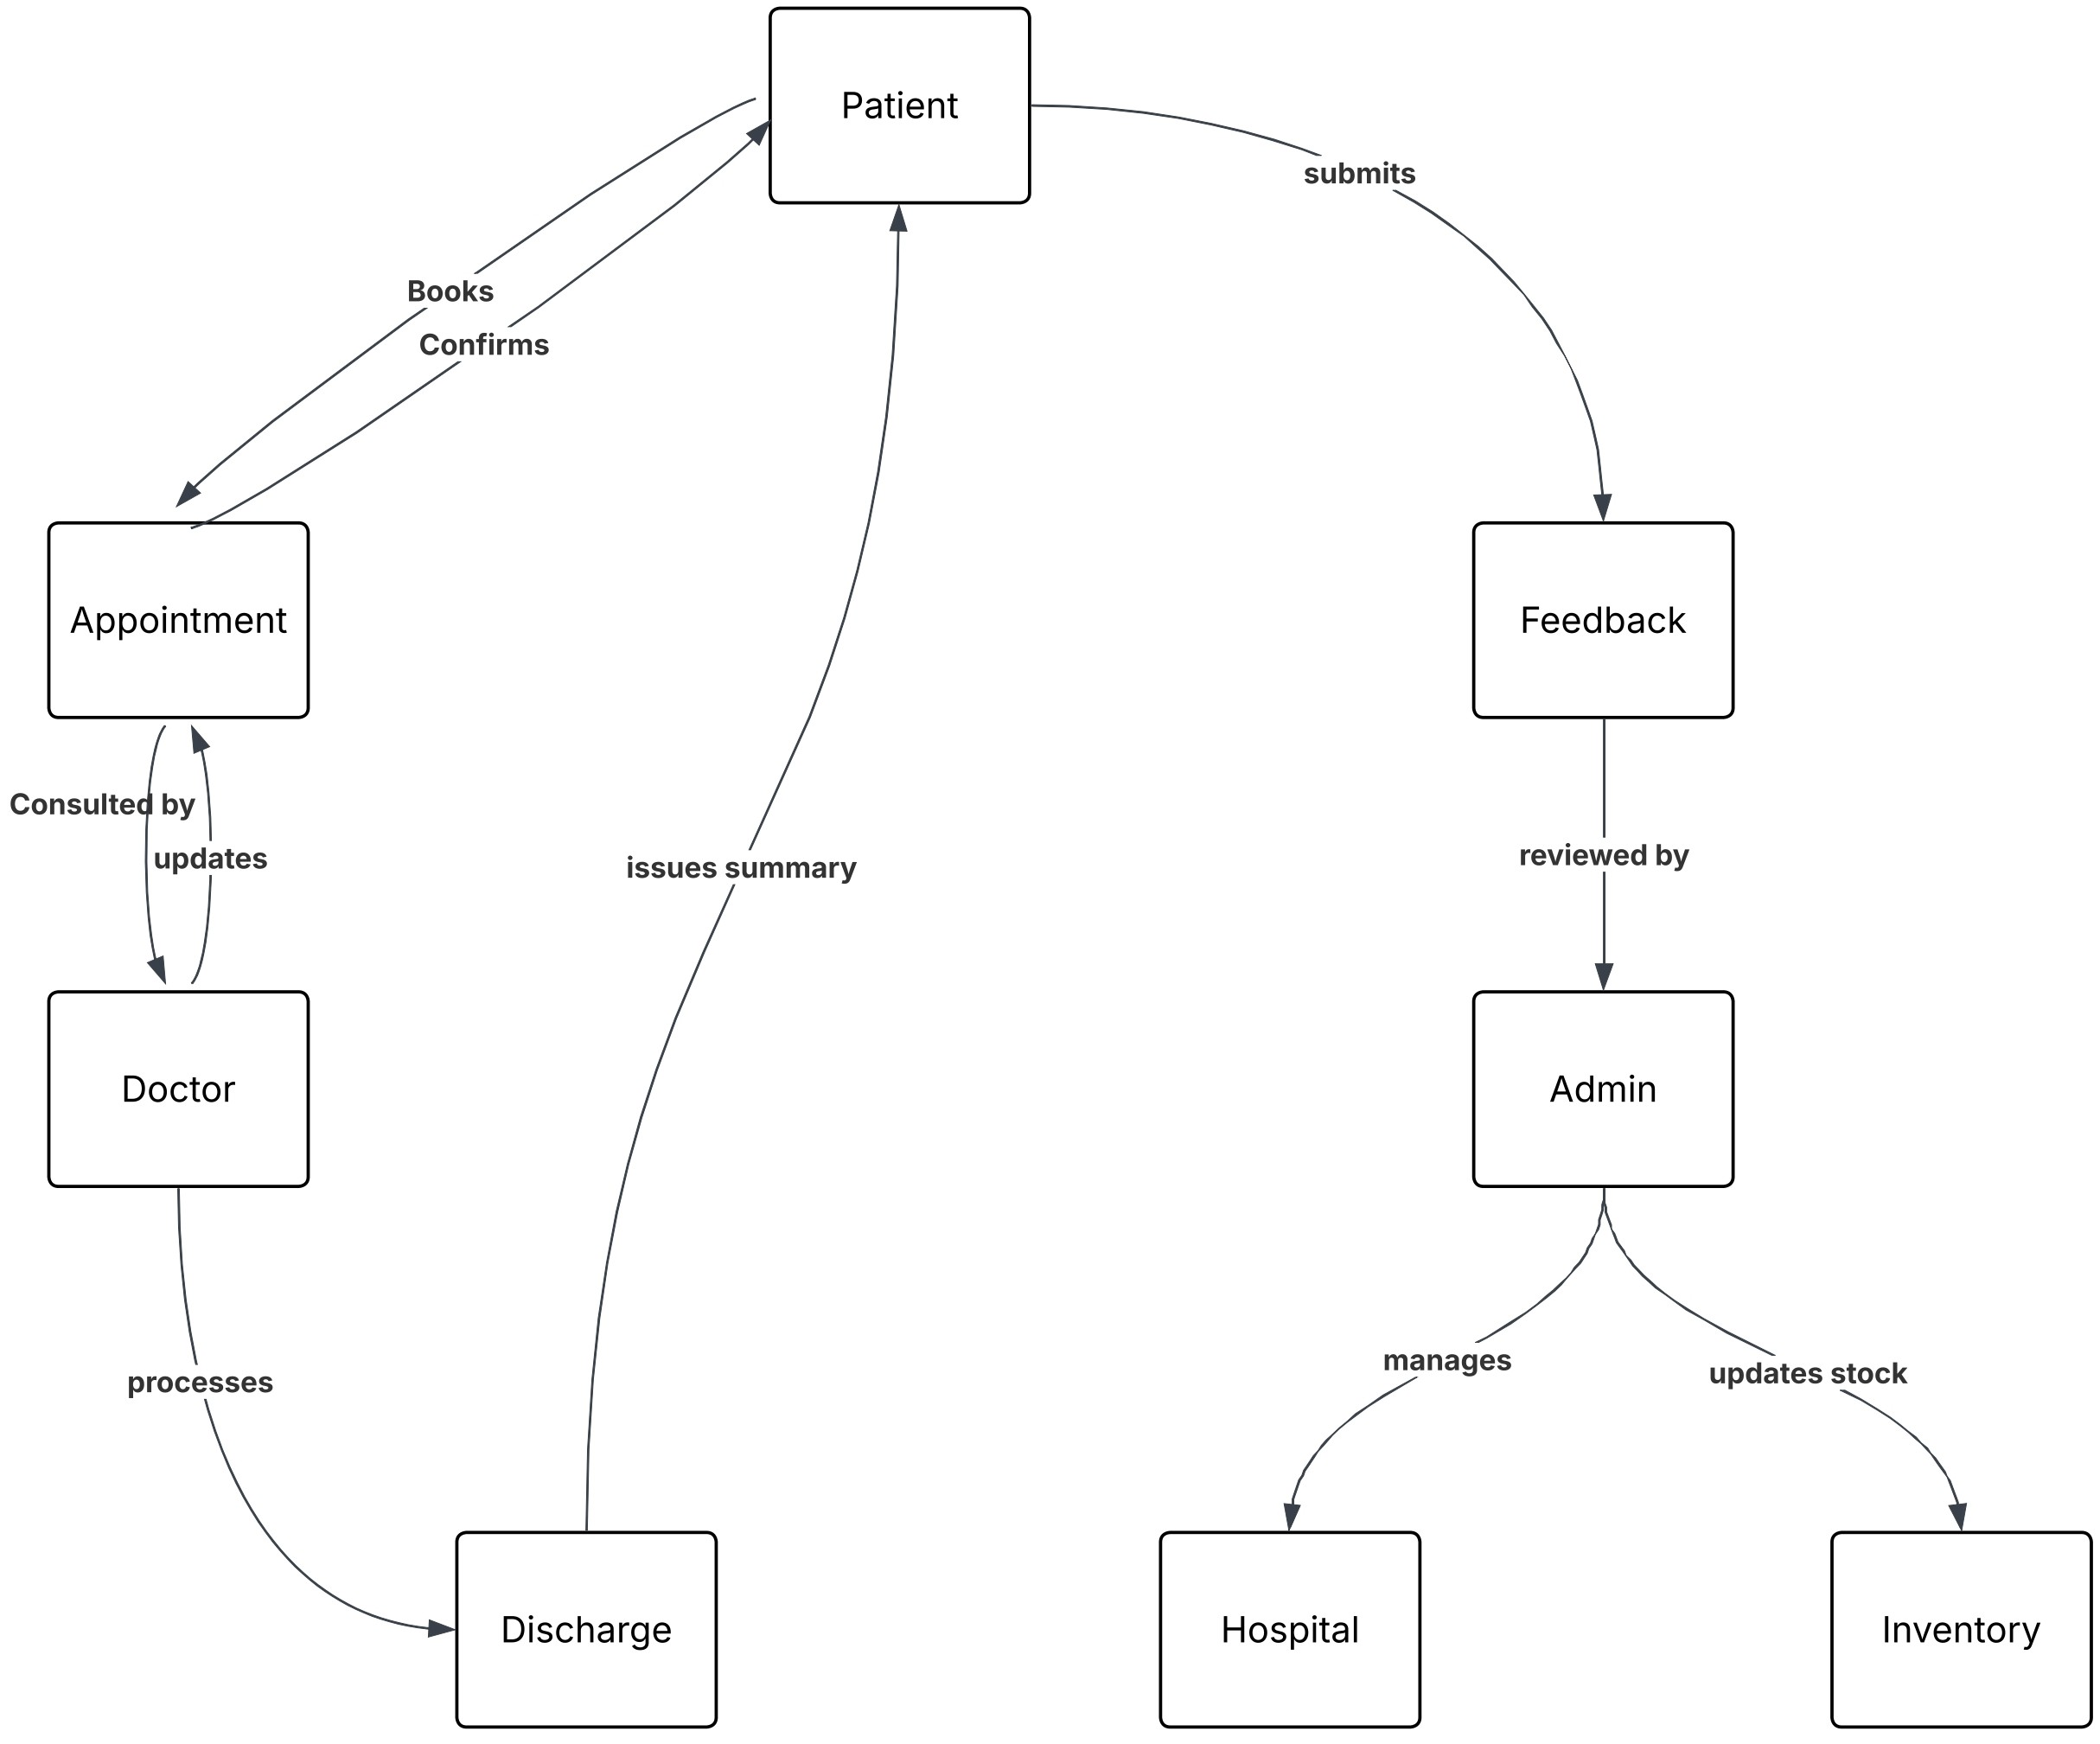 Patient
submits
Books
Confirms
Appointment
Feedback
Consulted by
updates
issues summary
reviewed by
Doctor
Admin
processes
manages
updates stock
Discharge
Hospital
Inventory